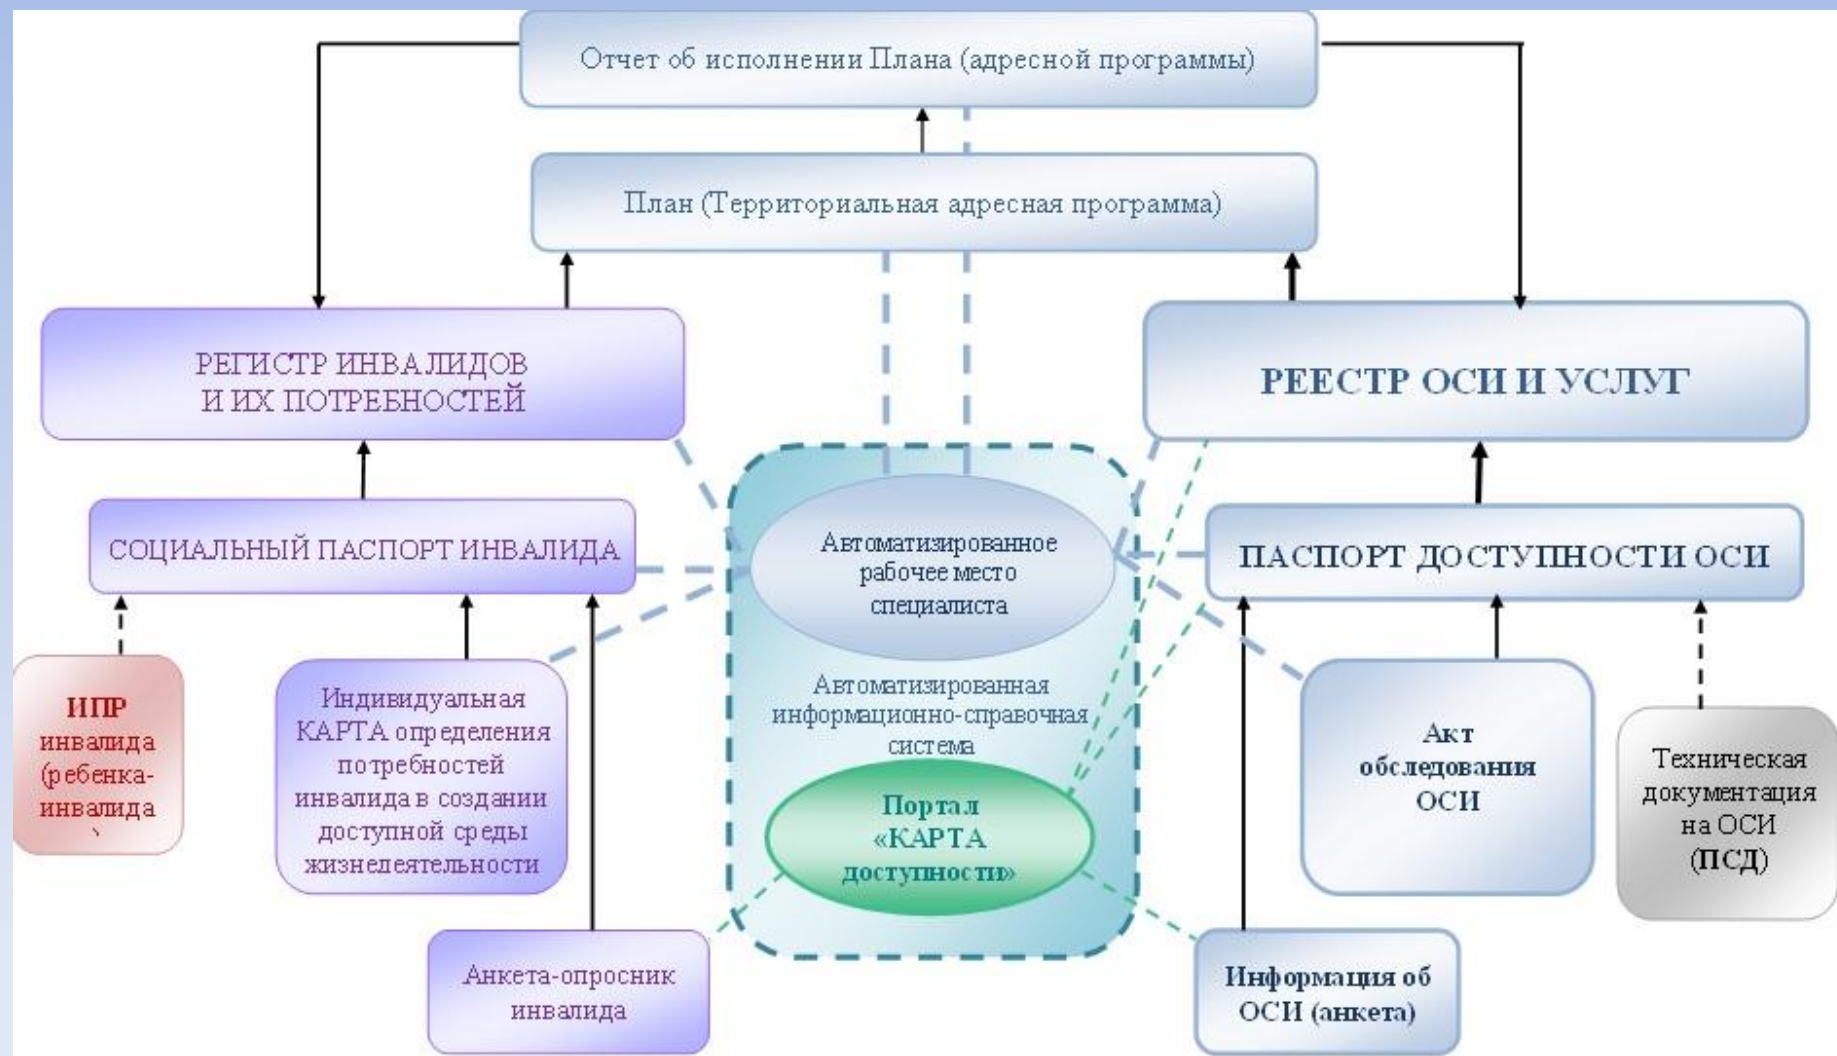 Отчет об исполнении Плана (адресной программы)
План (Территориальная адресная программа)
РЕГИСТР ИНВАЛИДОВ
И ИХ ПОТРЕБНОСТЕЙ
РЕЕСТР ОСИ И УСЛУГ
СОЦИАЛЬНЫЙ ПАСПОРТ ИНВАЛИДА
Автоматизированное
рабочее место
специалиста
ПАСПОРТ ДОСТУПНОСТИ ОСИ
ИПР
инвалида
(ребенка-
инвалида
Индивидуальная
КАРТА определения
потребностей
инвалида в создании
доступной среды
жизнедеятельности
Автоматизированная
информационно-справочная
система
Портал
«КАРТА
доступности»
Акт
обследования
ОСИ
Техническая
документация
на ОСИ
(ПСД)
Анкета-опросник
инвалида
Информация об
ОСИ (анкета)